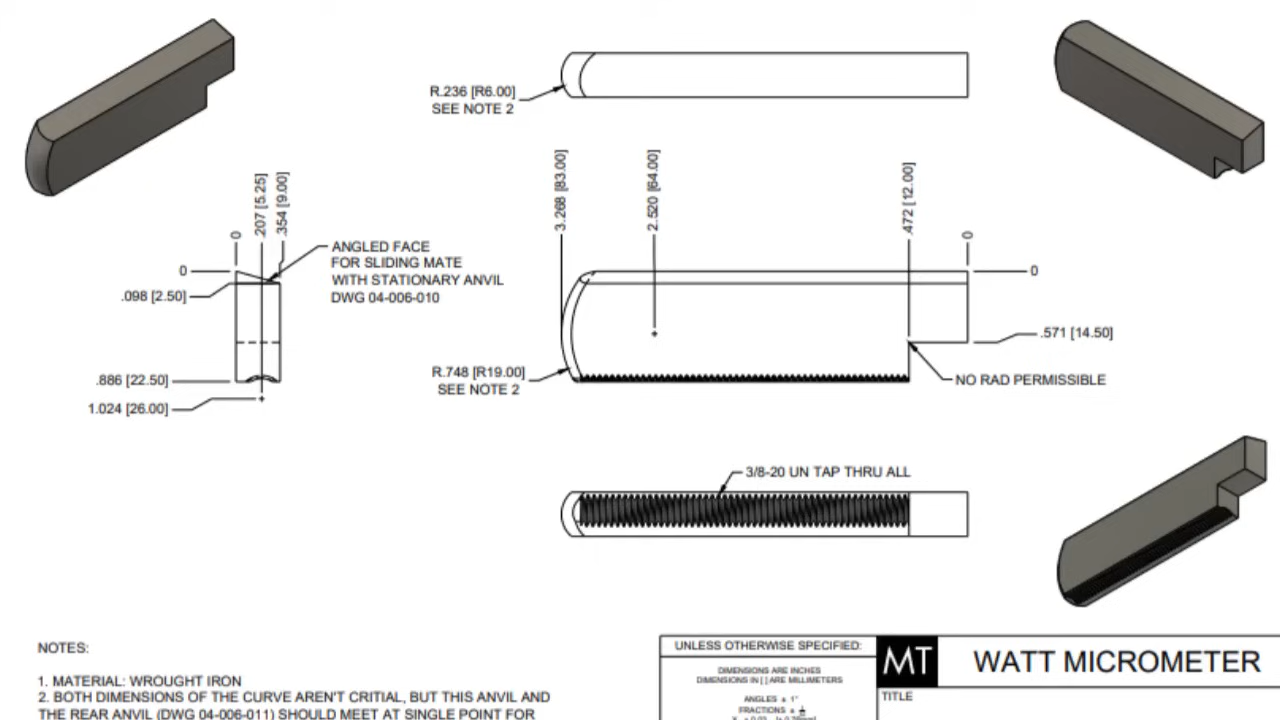 R.236 [R6.00]
SEE NOTE 2
3.268 [83.00]
2.520 [64.00]
.472 [12.00]
0
0
.207 [5.25]
.354 [9.00]
0
.098 [2.50]
.886 [22.50]
1.024 [26.00]
ANGLED FACE
FOR SLIDING MATE
WITH STATIONARY ANVIL
DWG 04-006-010
0
.571 [14.50]
NO RAD PERMISSIBLE
R.748 [R19.00]
SEE NOTE 2
3/8-20 UN TAP THRU ALL
NOTES:
1. MATERIAL: WROUGHT IRON
2. BOTH DIMENSIONS OF THE CURVE AREN'T CRITIAL, BUT THIS ANVIL AND
THE REAR ANVIL (DWG 04-006-011) SHOULD MEET AT SINGLE POINT FOR
UNLESS OTHERWISE SPECIFIED:
DIMENSIONS ARE INCHES
DIMENSIONS IN [ ] ARE MILLIMETERS
ANGLES ± 1°
FRACTIONS ±
MT
WATT MICROMETER
TITLE